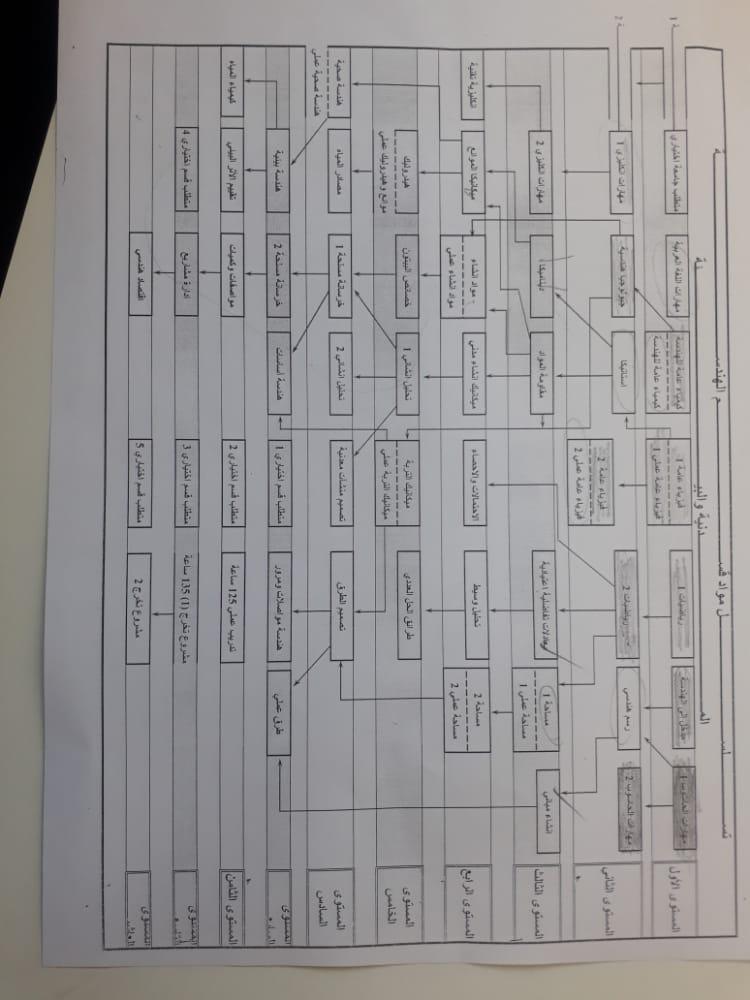 تسلسل مواد قسم الهندسة
المدنية والبيئة
المستوى الأول
مهارات الحاسوب 1
مدخل إلى الهندسة
رياضيات 1
فيزياء عامة 1
فيزياء عامة عملي 1
كيمياء عامة للهندسة
كيمياء عامة للهندسة
مهارات اللغة العربية
متطلب جامعة اختياري
1
المستوى الثاني
مهارات الحاسوب 2
رسم هندسي
رياضيات 2
فيزياء عامة 2
فيزياء عامة عملي 2
استاتيكا
جيولوجيا هندسية
مهارات انكليزي 1
2
المستوى الثالث
انشاء مباني
مساحة 1
مساحة عملي 1
معادلات تفاضلية اعتيادية
مقاومة المواد
ديناميكا
مهارات انكليزي 2
المستوى الرابع
مساحة 2
مساحة عملي 2
تحليل وسيط
الاحتمالات والاحصاء
ميكانيك انشاء مدني
مواد انشاء
مواد انشاء عملي
ميكانيكا الموائع
انكليزية تقنية
المستوى
الخامس
طرائق الحل العددي
ميكانيك التربة
ميكانيك التربة عملي
تحليل انشائي 1
خصائص البيتون
هيدروليك
موائع وهيدروليك عملي
المستوى
السادس
تصميم الطرق
تصميم منشآت معدنية
تحليل انشائي 2
خرسانة مسلحة 1
مصادر المياه
هندسة صحية
هندسة صحية عملي
المستوى
طرق عملي
هندسة مواصلات ومرور
متطلب قسم اختياري 1
هندسة أساسات
خرسانة مسلحة 2
هندسة بيئية
المستوى الثامن
تدريب عملي 125 ساعة
متطلب قسم اختياري 2
مواصفات وكميات
تقييم الأثر البيئي
كيمياء المياه
المستوى
مشروع تخرج (1) 135 ساعة
متطلب قسم اختياري 3
ادارة مشاريع
متطلب قسم اختياري 4
المستوى
مشروع تخرج 2
متطلب قسم اختياري 5
اقتصاد هندسي